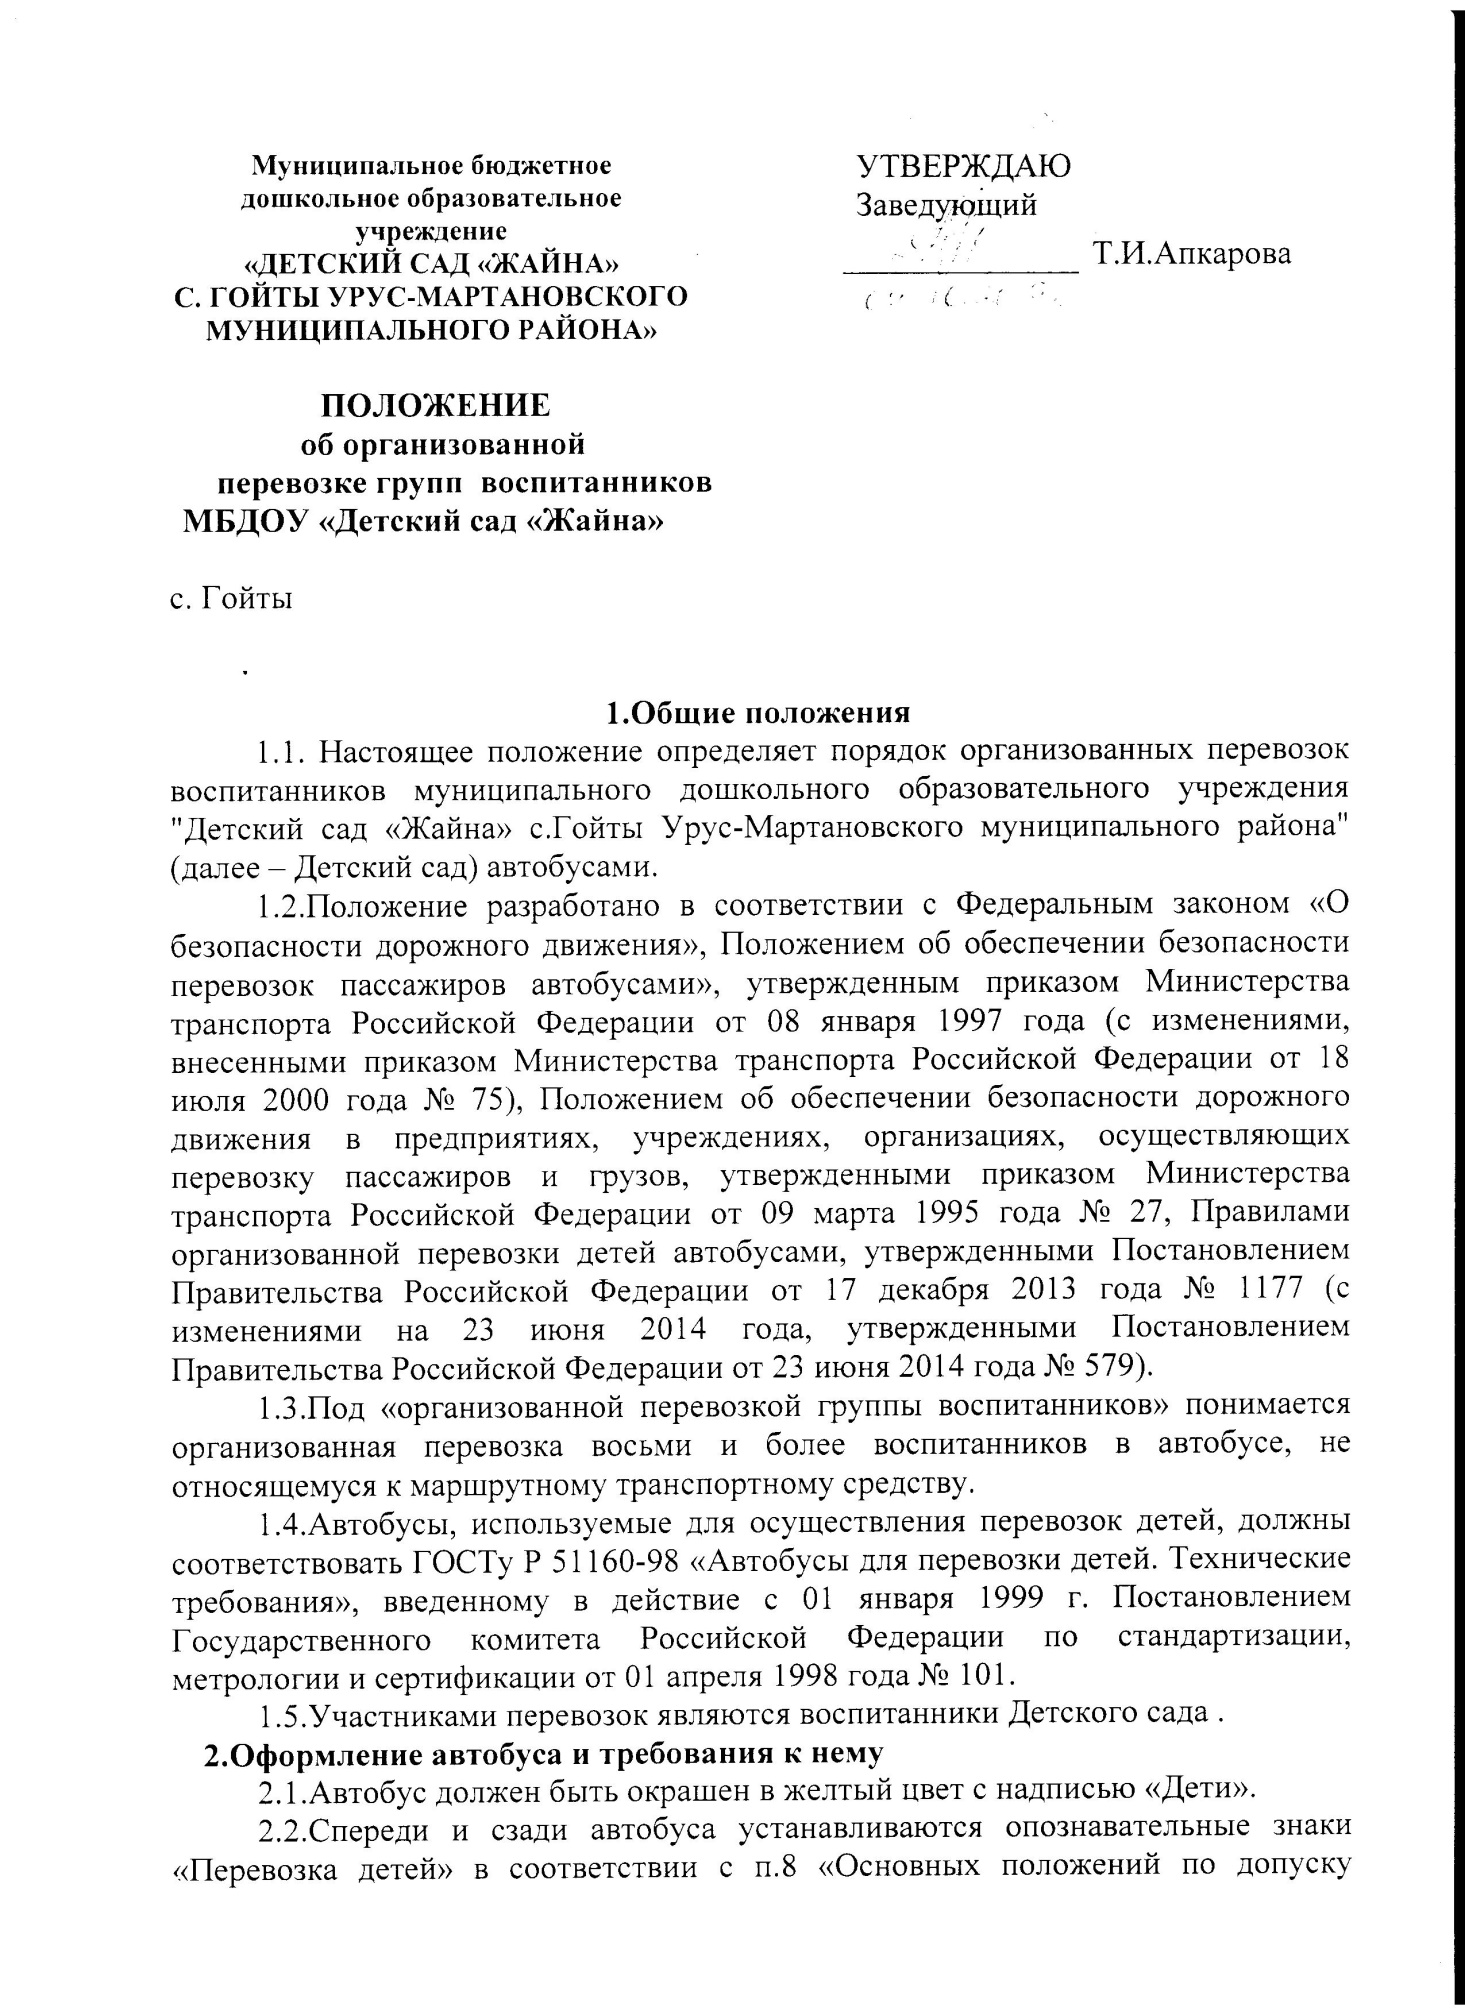 Муниципальное бюджетное
дошкольное образовательное
учреждение
«ДЕТСКИЙ САД «ЖАЙНА»
С. ГОЙТЫ УРУС-МАРТАНОВСКОГО
МУНИЦИПАЛЬНОГО РАЙОНА»
УТВЕРЖДАЮ
Заведующий
____________ Т.И.Апкарова
ПОЛОЖЕНИЕ
об организованной
перевозке групп воспитанников
МБДОУ «Детский сад «Жайна»
с. Гойты
1.Общие положения
1.1. Настоящее положение определяет порядок организованных перевозок
воспитанников муниципального дошкольного образовательного учреждения
"Детский сад «Жайна» с.Гойты Урус-Мартановского муниципального района"
(далее – Детский сад) автобусами.
1.2.Положение разработано в соответствии с Федеральным законом «О
безопасности дорожного движения», Положением об обеспечении безопасности
перевозок пассажиров автобусами», утвержденным приказом Министерства
транспорта Российской Федерации от 08 января 1997 года (с изменениями,
внесенными приказом Министерства транспорта Российской Федерации от 18
июля 2000 года № 75), Положением об обеспечении безопасности дорожного
движения в предприятиях, учреждениях, организациях, осуществляющих
перевозку пассажиров и грузов, утвержденными приказом Министерства
транспорта Российской Федерации от 09 марта 1995 года № 27, Правилами
организованной перевозки детей автобусами, утвержденными Постановлением
Правительства Российской Федерации от 17 декабря 2013 года № 1177 (с
изменениями на 23 июня 2014 года, утвержденными Постановлением
Правительства Российской Федерации от 23 июня 2014 года № 579).
1.3.Под «организованной перевозкой группы воспитанников» понимается
организованная перевозка восьми и более воспитанников в автобусе, не
относящемуся к маршрутному транспортному средству.
1.4.Автобусы, используемые для осуществления перевозок детей, должны
соответствовать ГОСТу Р 51160-98 «Автобусы для перевозки детей. Технические
требования», введенному в действие с 01 января 1999 г. Постановлением
Государственного комитета Российской Федерации по стандартизации,
метрологии и сертификации от 01 апреля 1998 года № 101.
1.5.Участниками перевозок являются воспитанники Детского сада .
2.Оформление автобуса и требования к нему
2.1.Автобус должен быть окрашен в желтый цвет с надписью «Дети».
2.2.Спереди и сзади автобуса устанавливаются опознавательные знаки
«Перевозка детей» в соответствии с п.8 «Основных положений по допуску